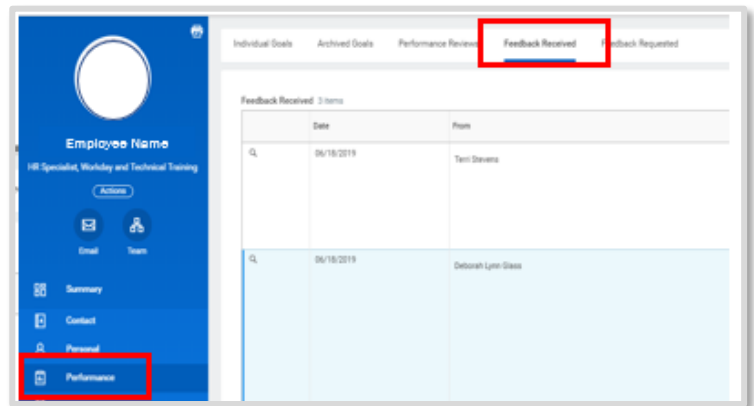 Individual Goals Archived Goals Performance Reviews Feedback Received Feedback Requested
Feedback Received 3 items
Date From
06/18/2019 Terri Stevens
06/18/2019 Deborah Lynn Glass
Employee Name
HR Specialist, Workday and Technical Training
Actions
Email Team
Summary
Contact
Personal
Performance